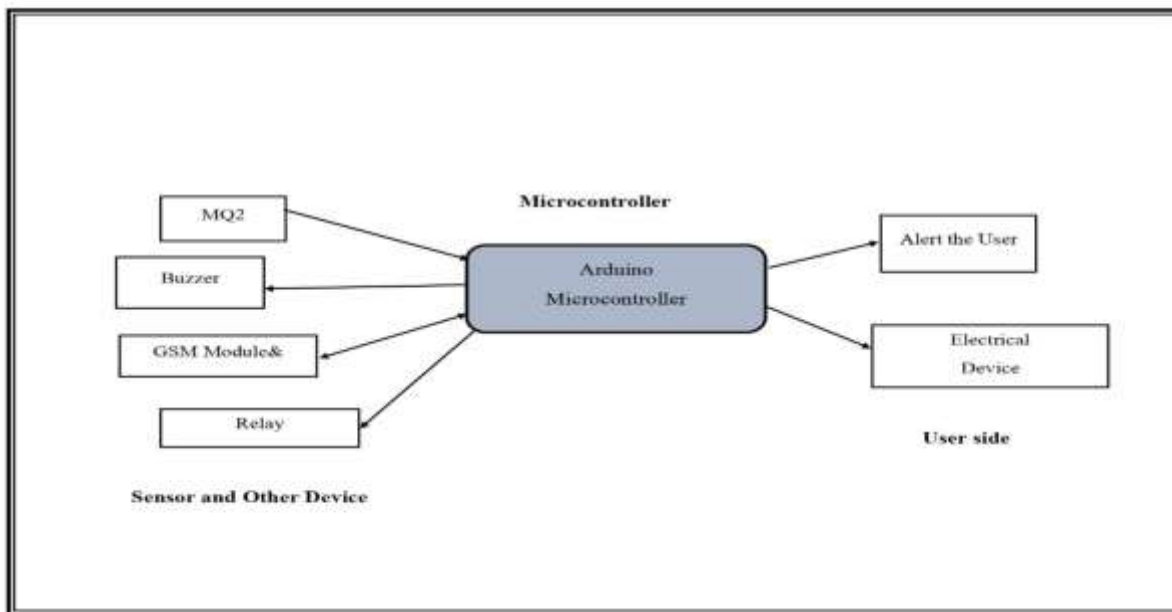 Microcontroller
MQ2
Buzzer
GSM Module&
Relay
Sensor and Other Device
Arduino
Microcontroller
Alert the User
Electrical
Device
User side